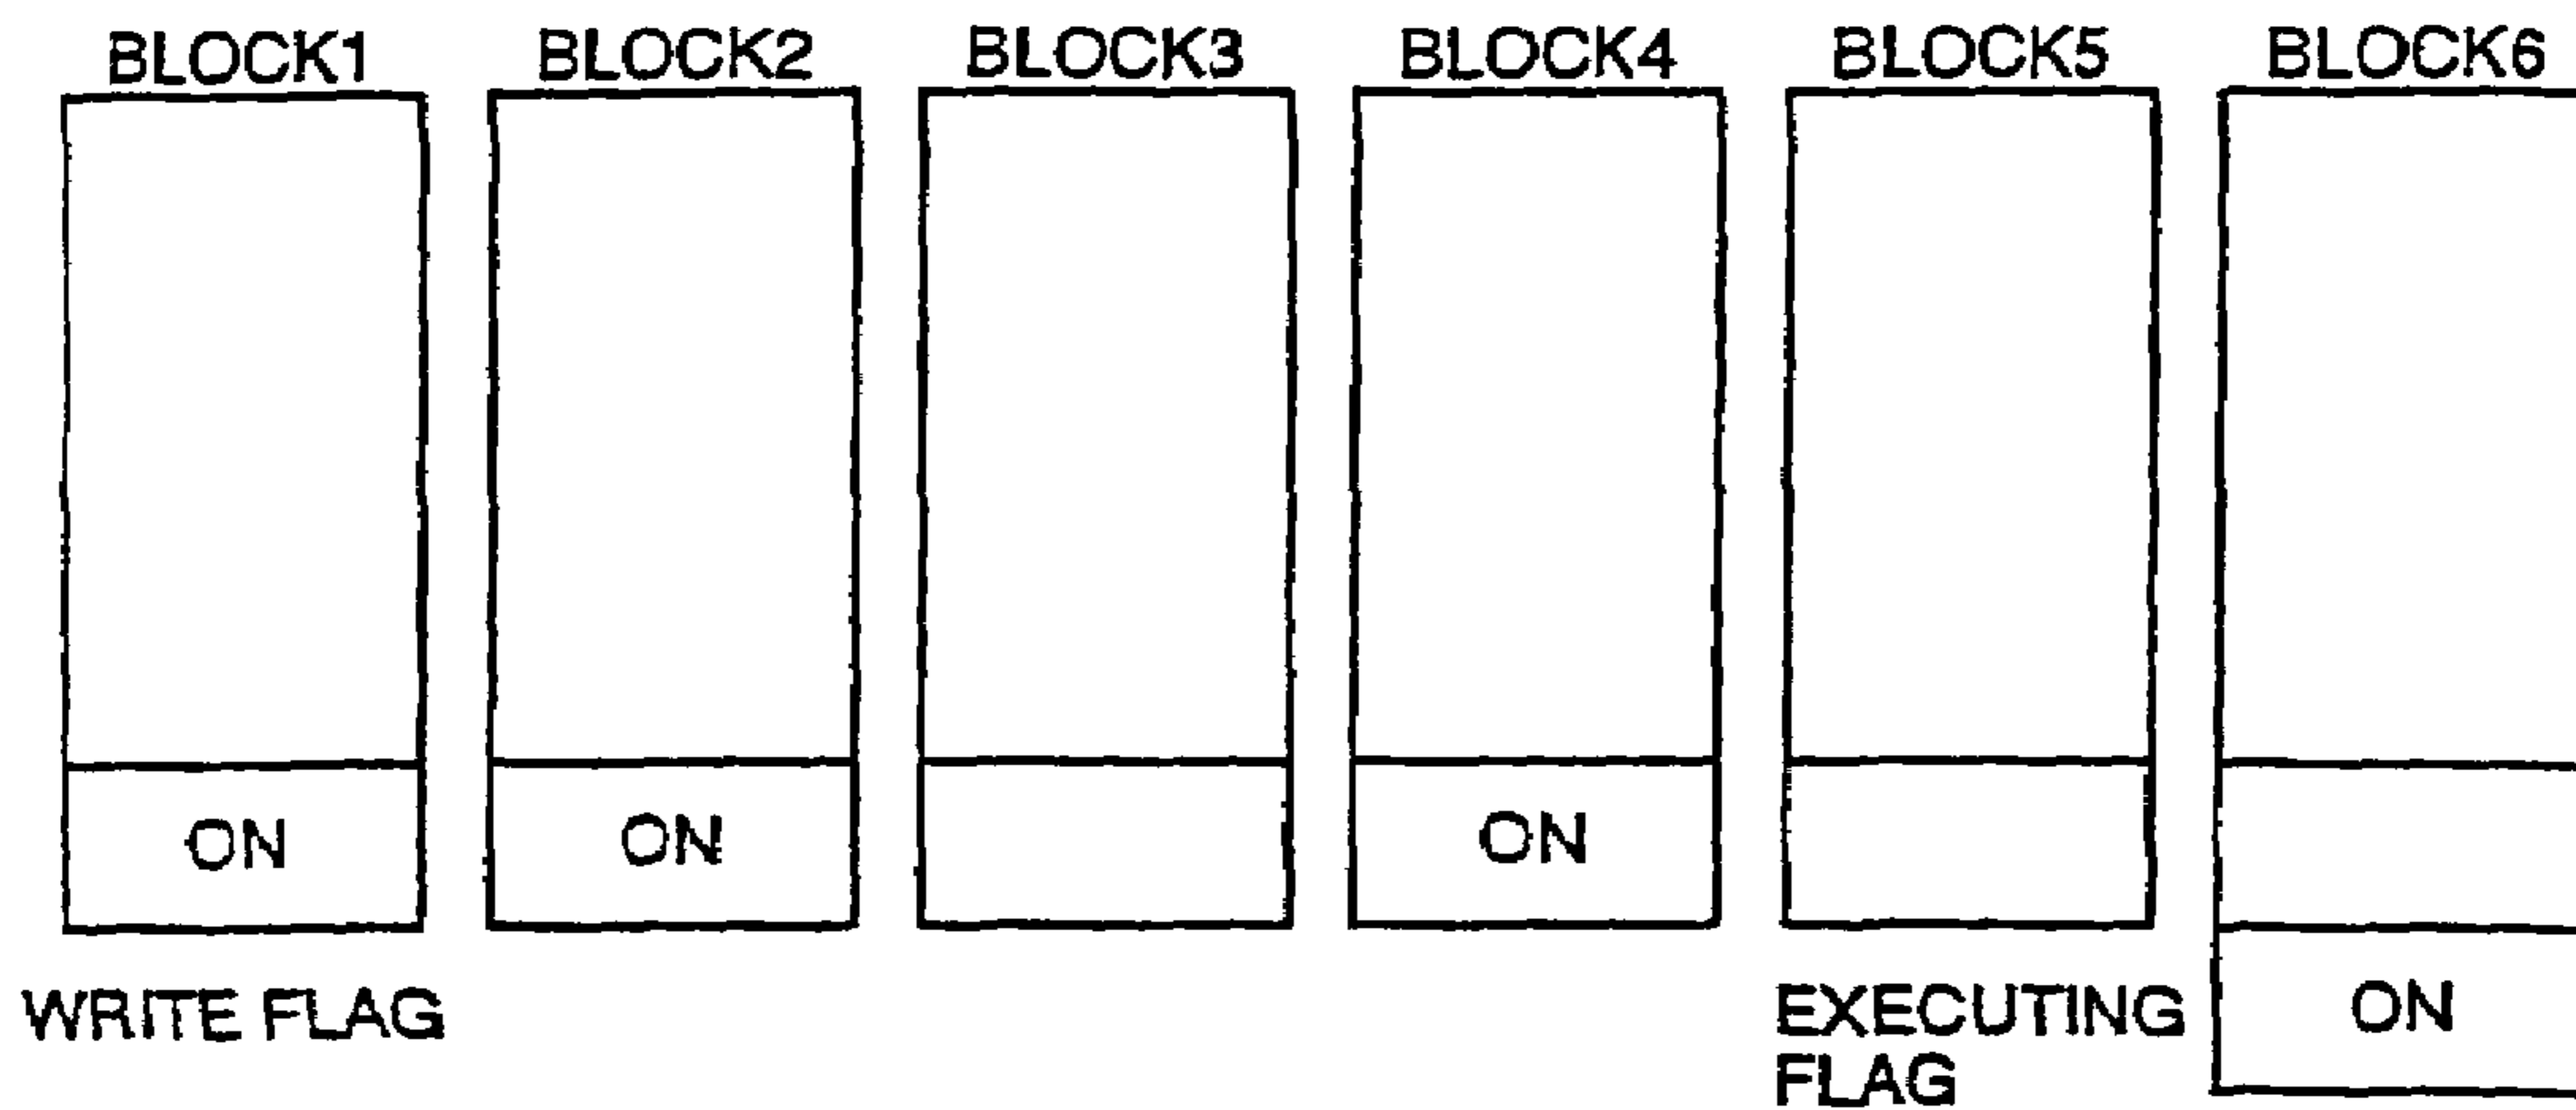 BLOCK1 BLOCK2 BLOCK3 BLOCK4 BLOCK5 BLOCK6
ON ON ON
WRITE FLAG EXECUTING ON
FLAG